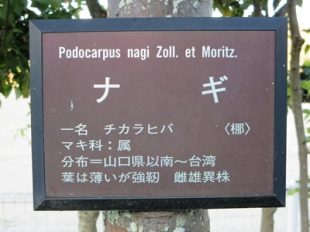 Podocarpus nagi Zoll. et Moritz.
ナギ
一名 チカラヒバ 〈梛〉
マキ科：属
分布＝山口県以南～台湾
葉は薄いが強靭 雌雄異株